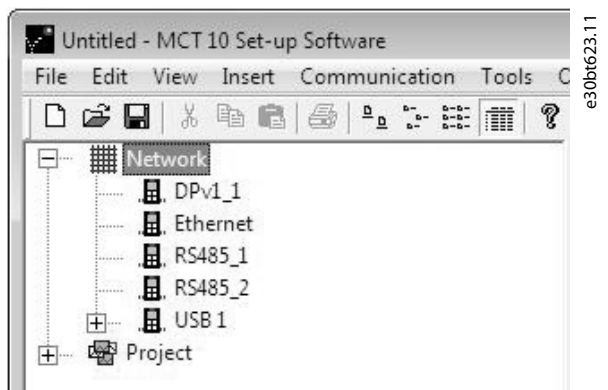 Untitled - MCT 10 Set-up Software
File Edit View Insert Communication Tools
Network
DPv1_1
Ethernet
RS485_1
RS485_2
USB 1
Project
e30bt623.11